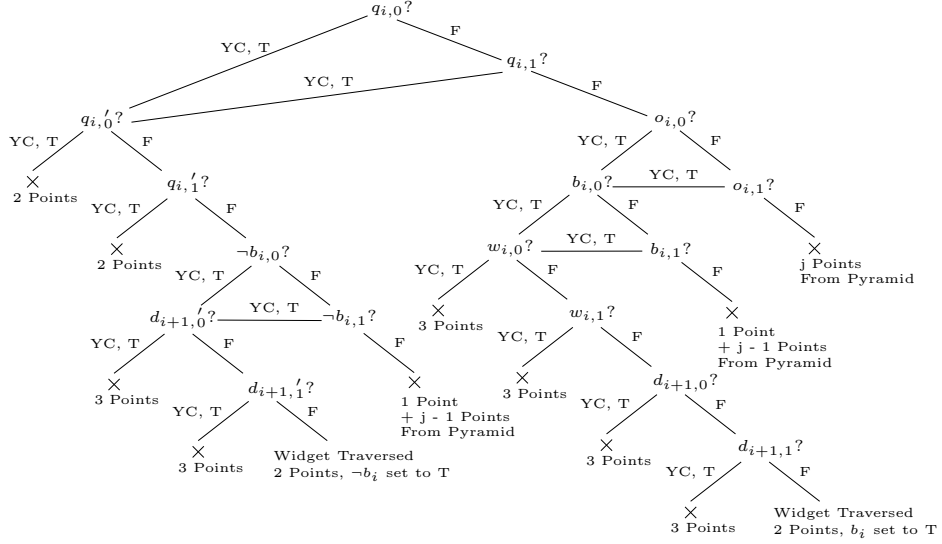 q_{i,0}?
YC, T
F
q_{i,1}?
YC, T
F
q_{i,0}'?
o_{i,0}?
YC, T
F
YC, T
F
2 Points
q_{i,1}'?
b_{i,0}?
YC, T
o_{i,1}?
YC, T
F
YC, T
F
F
2 Points
¬b_{i,0}?
w_{i,0}?
YC, T
b_{i,1}?
j Points
From Pyramid
YC, T
F
YC, T
F
F
d_{i+1,0}'?
YC, T
¬b_{i,1}?
3 Points
w_{i,1}?
1 Point
+ j - 1 Points
From Pyramid
YC, T
F
F
YC, T
F
3 Points
d_{i+1,1}'?
1 Point
+ j - 1 Points
From Pyramid
3 Points
d_{i+1,0}?
YC, T
F
YC, T
F
3 Points
Widget Traversed
2 Points, ¬b_i set to T
3 Points
d_{i+1,1}?
YC, T
F
3 Points
Widget Traversed
2 Points, b_i set to T